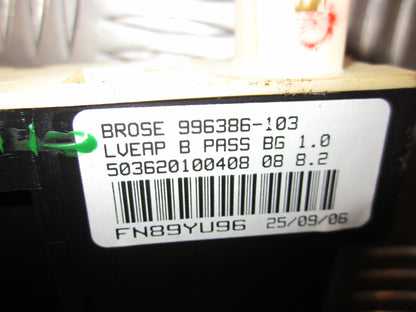 BROSE 996386-103
LVEAP B PASS BG 1.0
503620100408 08 8.2
FN89YU96 25/09/06